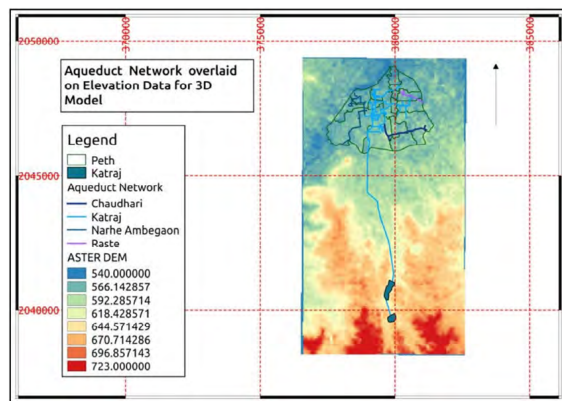 370000
375000
380000
385000
2050000
Aqueduct Network overlaid
on Elevation Data for 3D
Model
Legend
Peth
Katraj
Aqueduct Network
Chaudhari
Katraj
Narhe Ambegaon
Raste
ASTER DEM
540.000000
566.142857
592.285714
618.428571
644.571429
670.714286
696.857143
723.000000
2045000
2040000